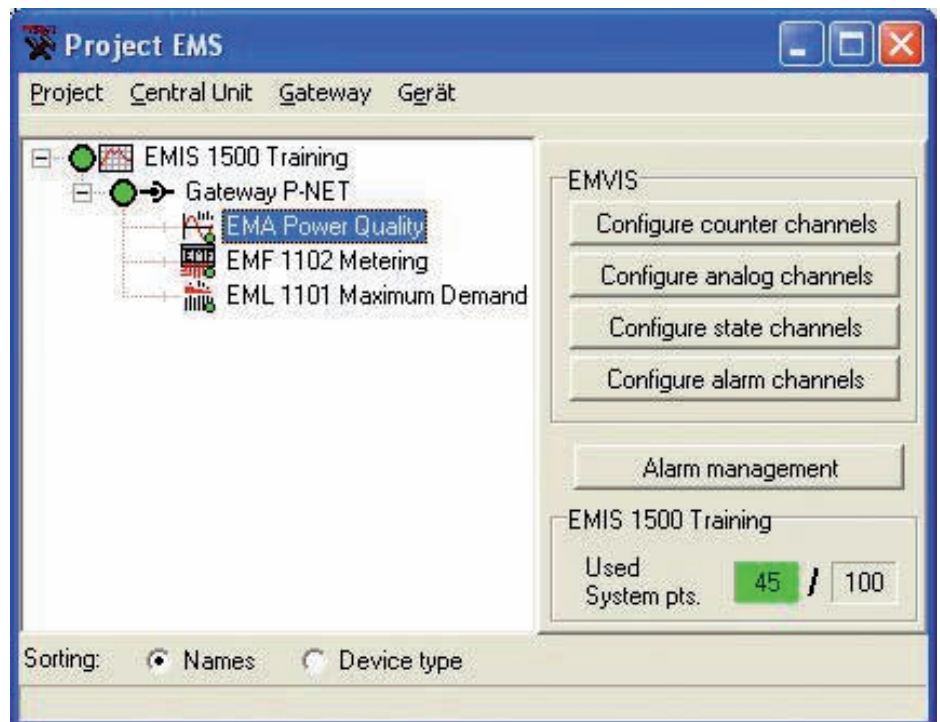 Project EMS
Project Central Unit Gateway Gerät
EMIS 1500 Training
Gateway P-NET
EMA Power Quality
EMF 1102 Metering
EML 1101 Maximum Demand
EMVIS
Configure counter channels
Configure analog channels
Configure state channels
Configure alarm channels
Alarm management
EMIS 1500 Training
Used
System pts.
45 / 100
Sorting: Names Device type